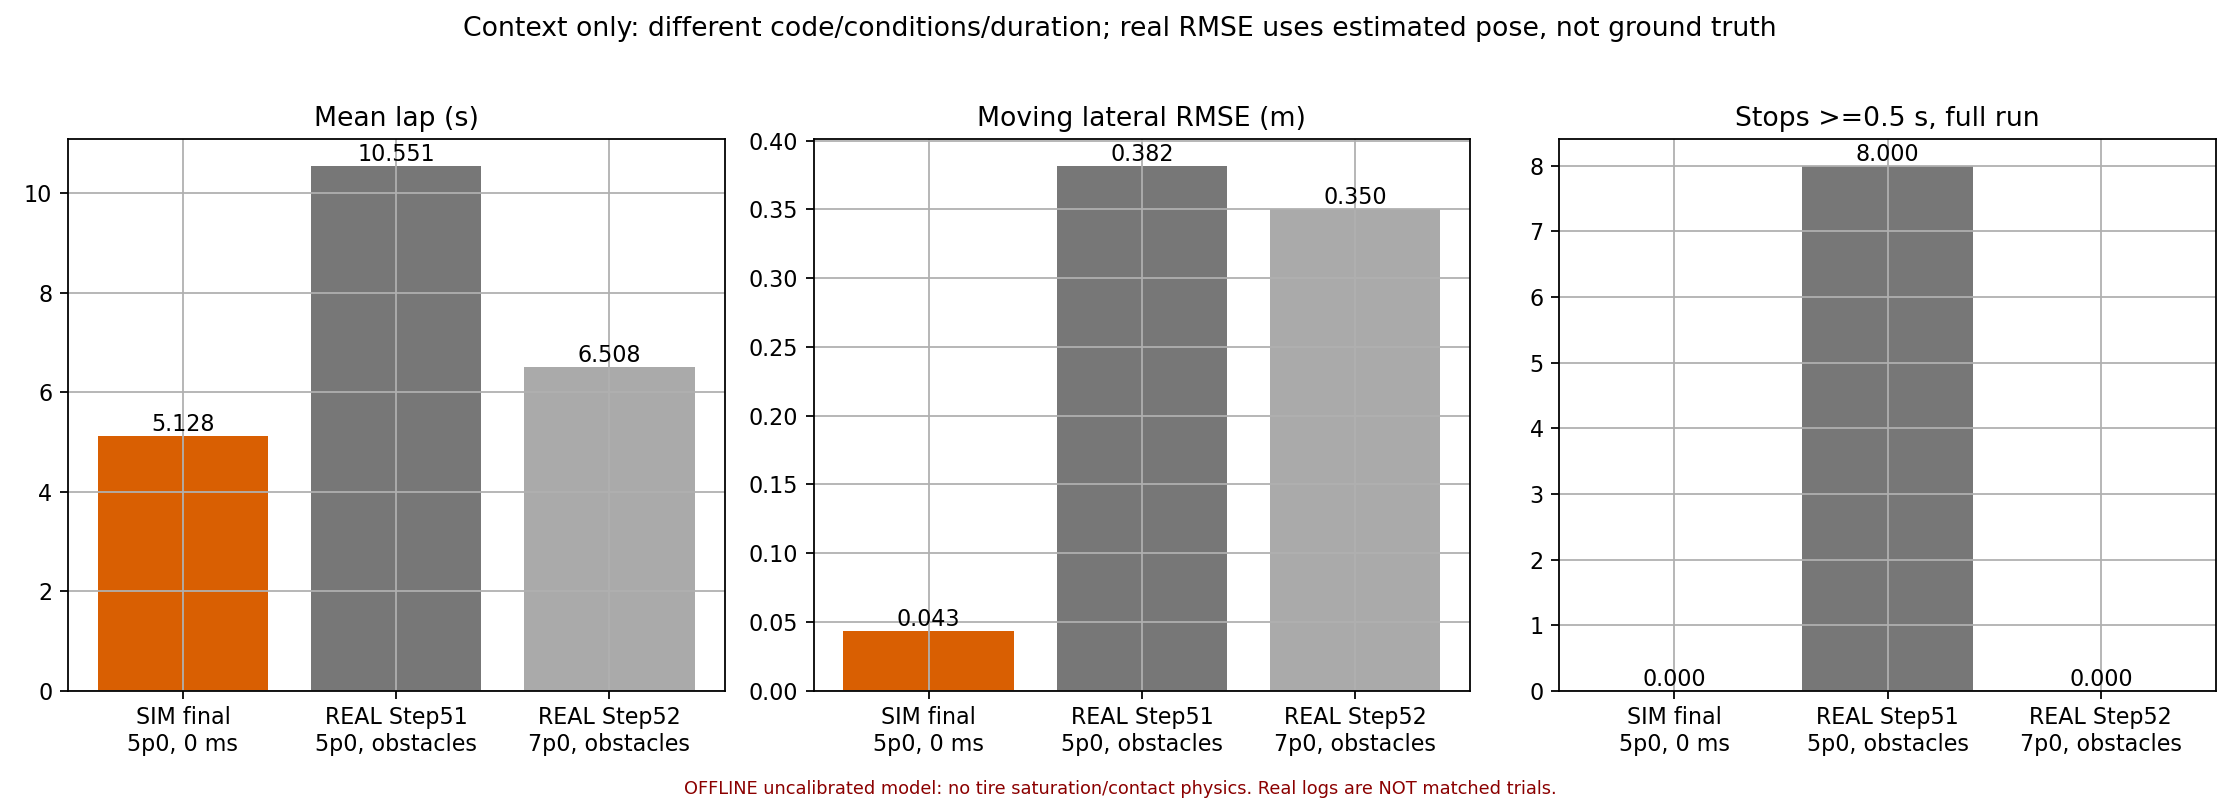 Context only: different code/conditions/duration; real RMSE uses estimated pose, not ground truth
Mean lap (s)
10
8
6
4
2
0
5.128
10.551
6.508
SIM final
5p0, 0 ms
REAL Step51
5p0, obstacles
REAL Step52
7p0, obstacles
Moving lateral RMSE (m)
0.40
0.35
0.30
0.25
0.20
0.15
0.10
0.05
0.00
0.043
0.382
0.350
SIM final
5p0, 0 ms
REAL Step51
5p0, obstacles
REAL Step52
7p0, obstacles
Stops >=0.5 s, full run
8
7
6
5
4
3
2
1
0
0.000
8.000
0.000
SIM final
5p0, 0 ms
REAL Step51
5p0, obstacles
REAL Step52
7p0, obstacles
OFFLINE uncalibrated model: no tire saturation/contact physics. Real logs are NOT matched trials.